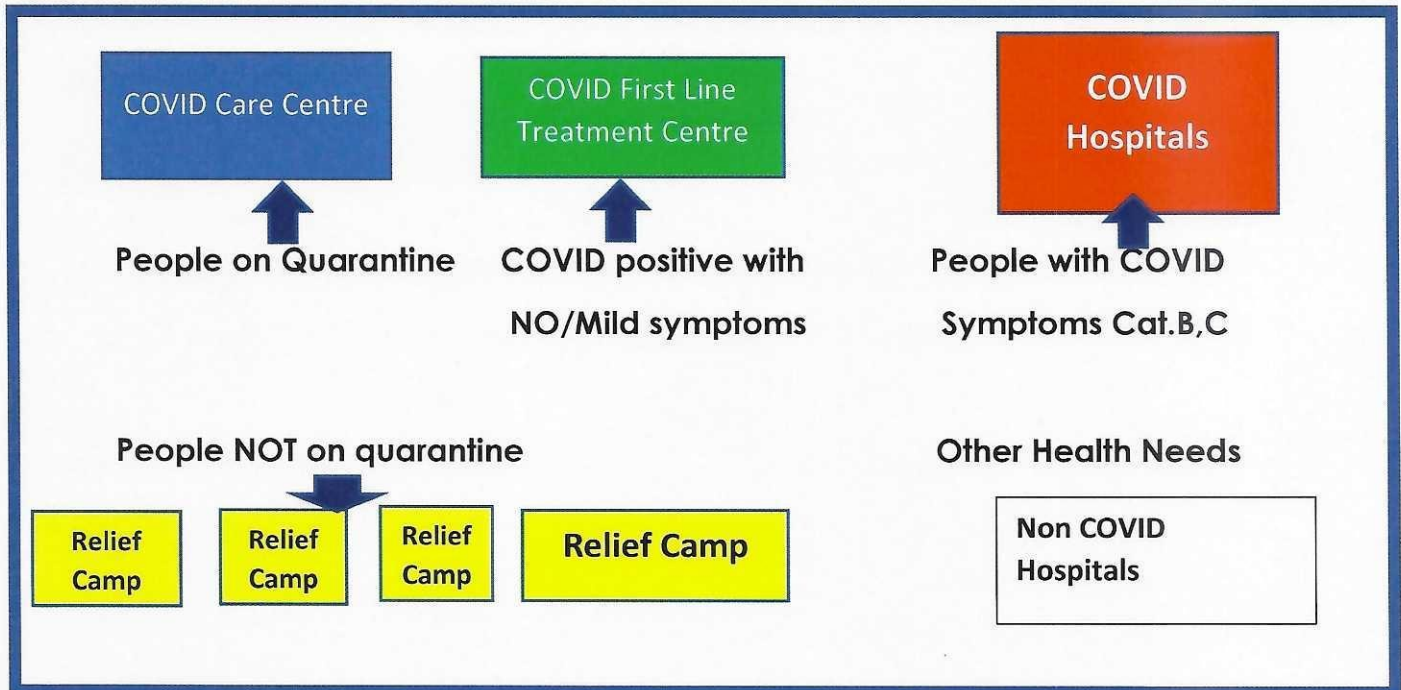 COVID Care Centre
COVID First Line
Treatment Centre
COVID
Hospitals
People on Quarantine
COVID positive with
NO/Mild symptoms
People with COVID
Symptoms Cat.B,C
People NOT on quarantine
Other Health Needs
Relief
Camp
Relief
Camp
Relief
Camp
Relief Camp
Non COVID
Hospitals